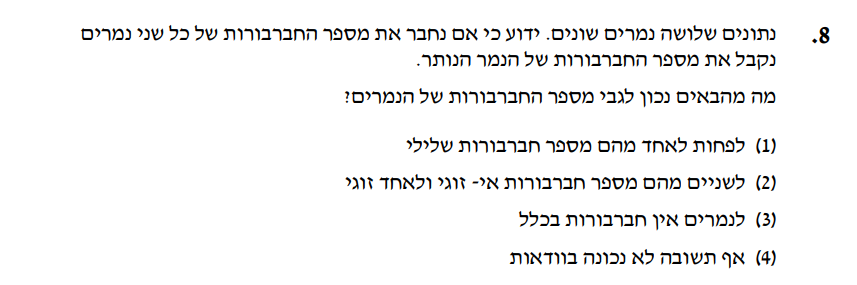 8. נתונים שלושה נמרים שונים. ידוע כי אם נחבר את מספר החברבורות של כל שני נמרים
נקבל את מספר החברבורות של הנמר הנותר.
מה מהבאים נכון לגבי מספר החברבורות של הנמרים?
(1) לפחות לאחד מהם מספר חברבורות שלילי
(2) לשניים מהם מספר חברבורות אי- זוגי ולאחד זוגי
(3) לנמרים אין חברבורות בכלל
(4) אף תשובה לא נכונה בוודאות